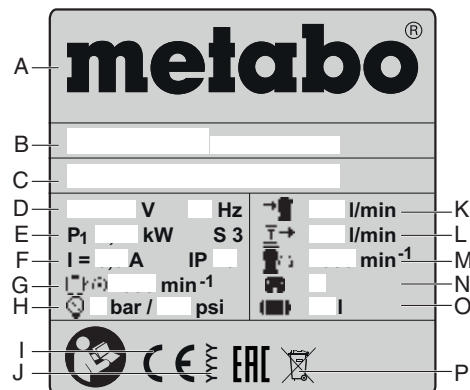 A metabo®
B
C
D V Hz
E P1 , kW S 3
F I = , A IP
G min-1
H bar / psi
l/min K
l/min L
min-1 M
N
l O
I
J
CE EAC
P